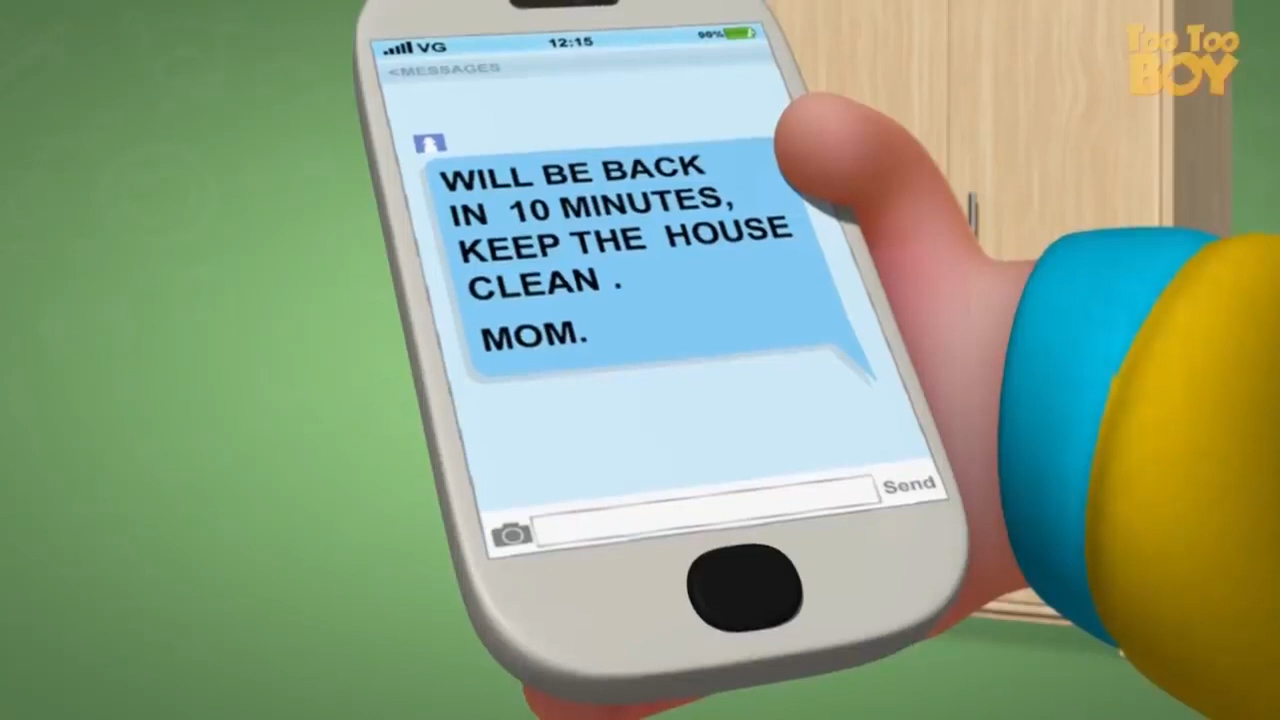 VG 12:15 90%
<MESSAGES
WILL BE BACK
IN 10 MINUTES,
KEEP THE HOUSE
CLEAN .
MOM.
Send
Too Too
BOY